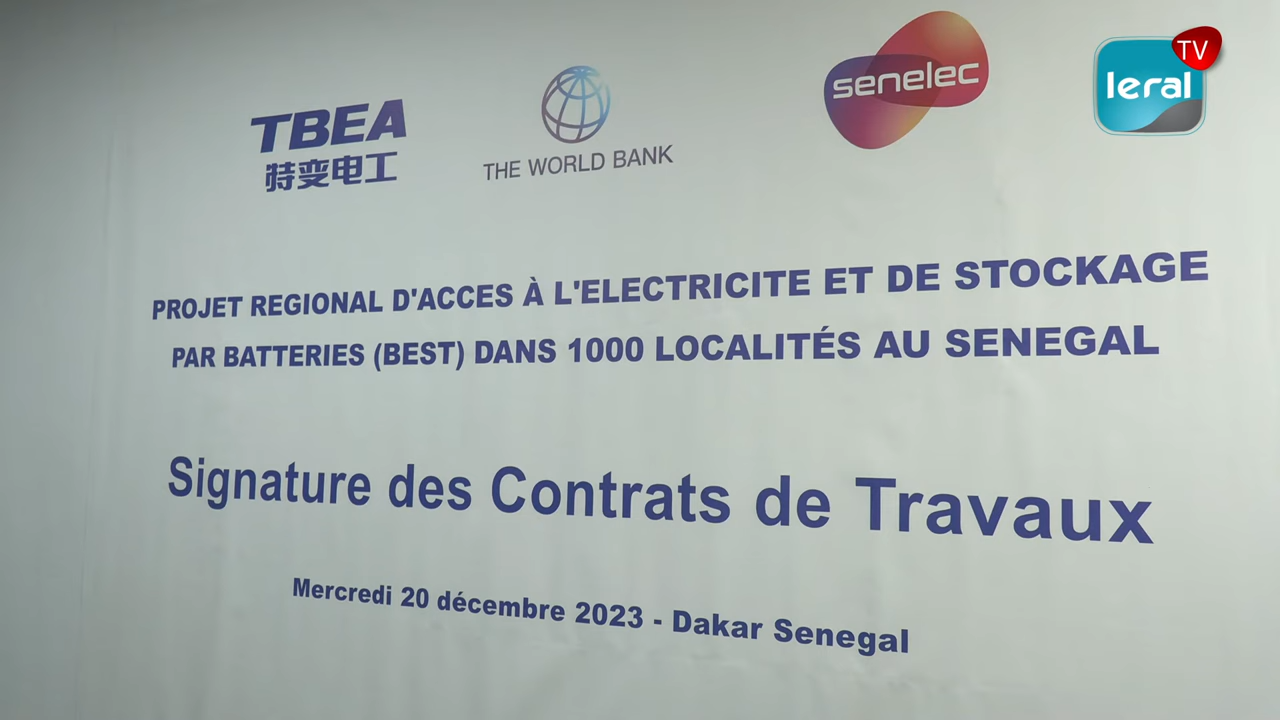 TBEA
特变电工
THE WORLD BANK
senelec
leral TV
PROJET REGIONAL D'ACCES À L'ELECTRICITE ET DE STOCKAGE
PAR BATTERIES (BEST) DANS 1000 LOCALITÉS AU SENEGAL
Signature des Contrats de Travaux
Mercredi 20 décembre 2023 - Dakar Senegal